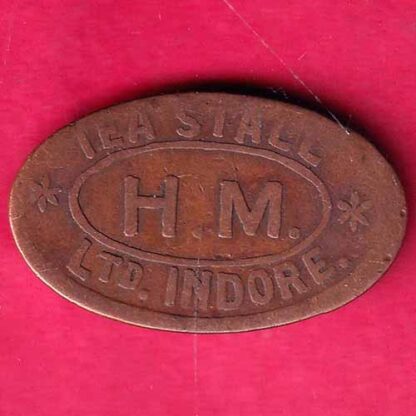 TEA STALL
H.M.
LTD. INDORE.